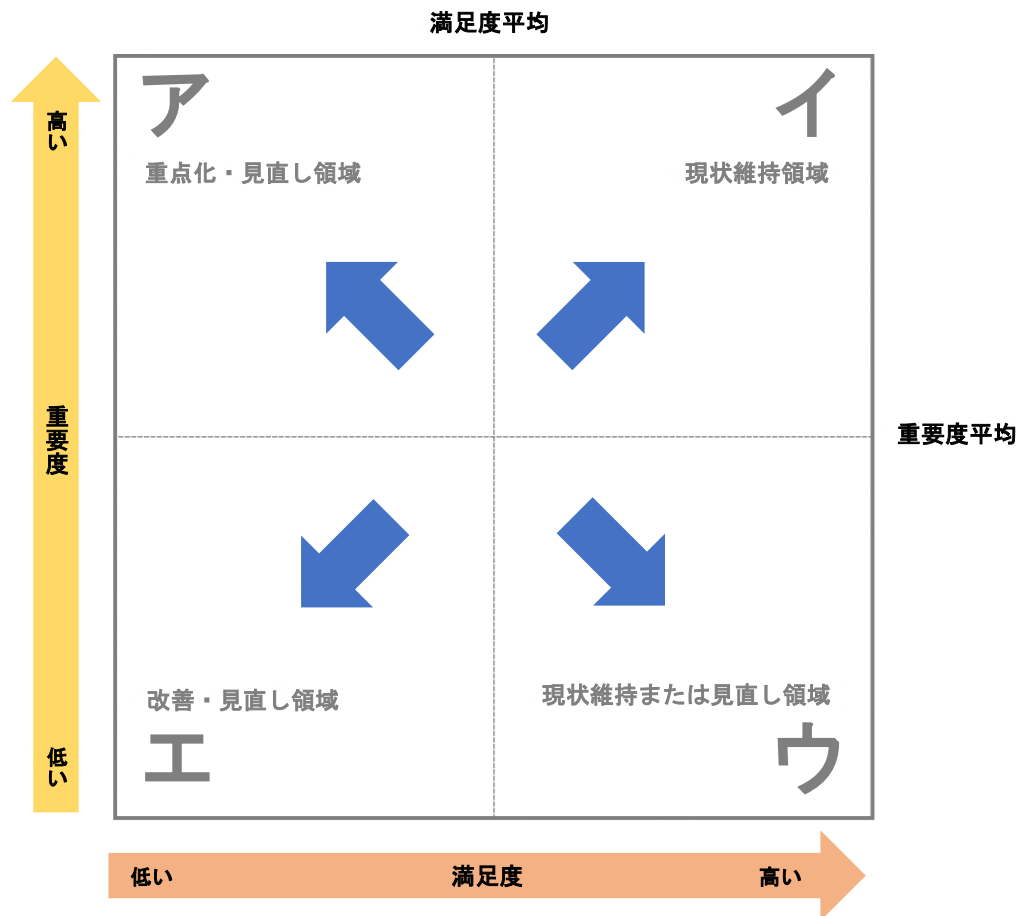 満足度平均
高い
ア
イ
重点化・見直し領域
現状維持領域
重要度
重要度平均
改善・見直し領域
現状維持または見直し領域
エ
ウ
低い
低い
満足度
高い